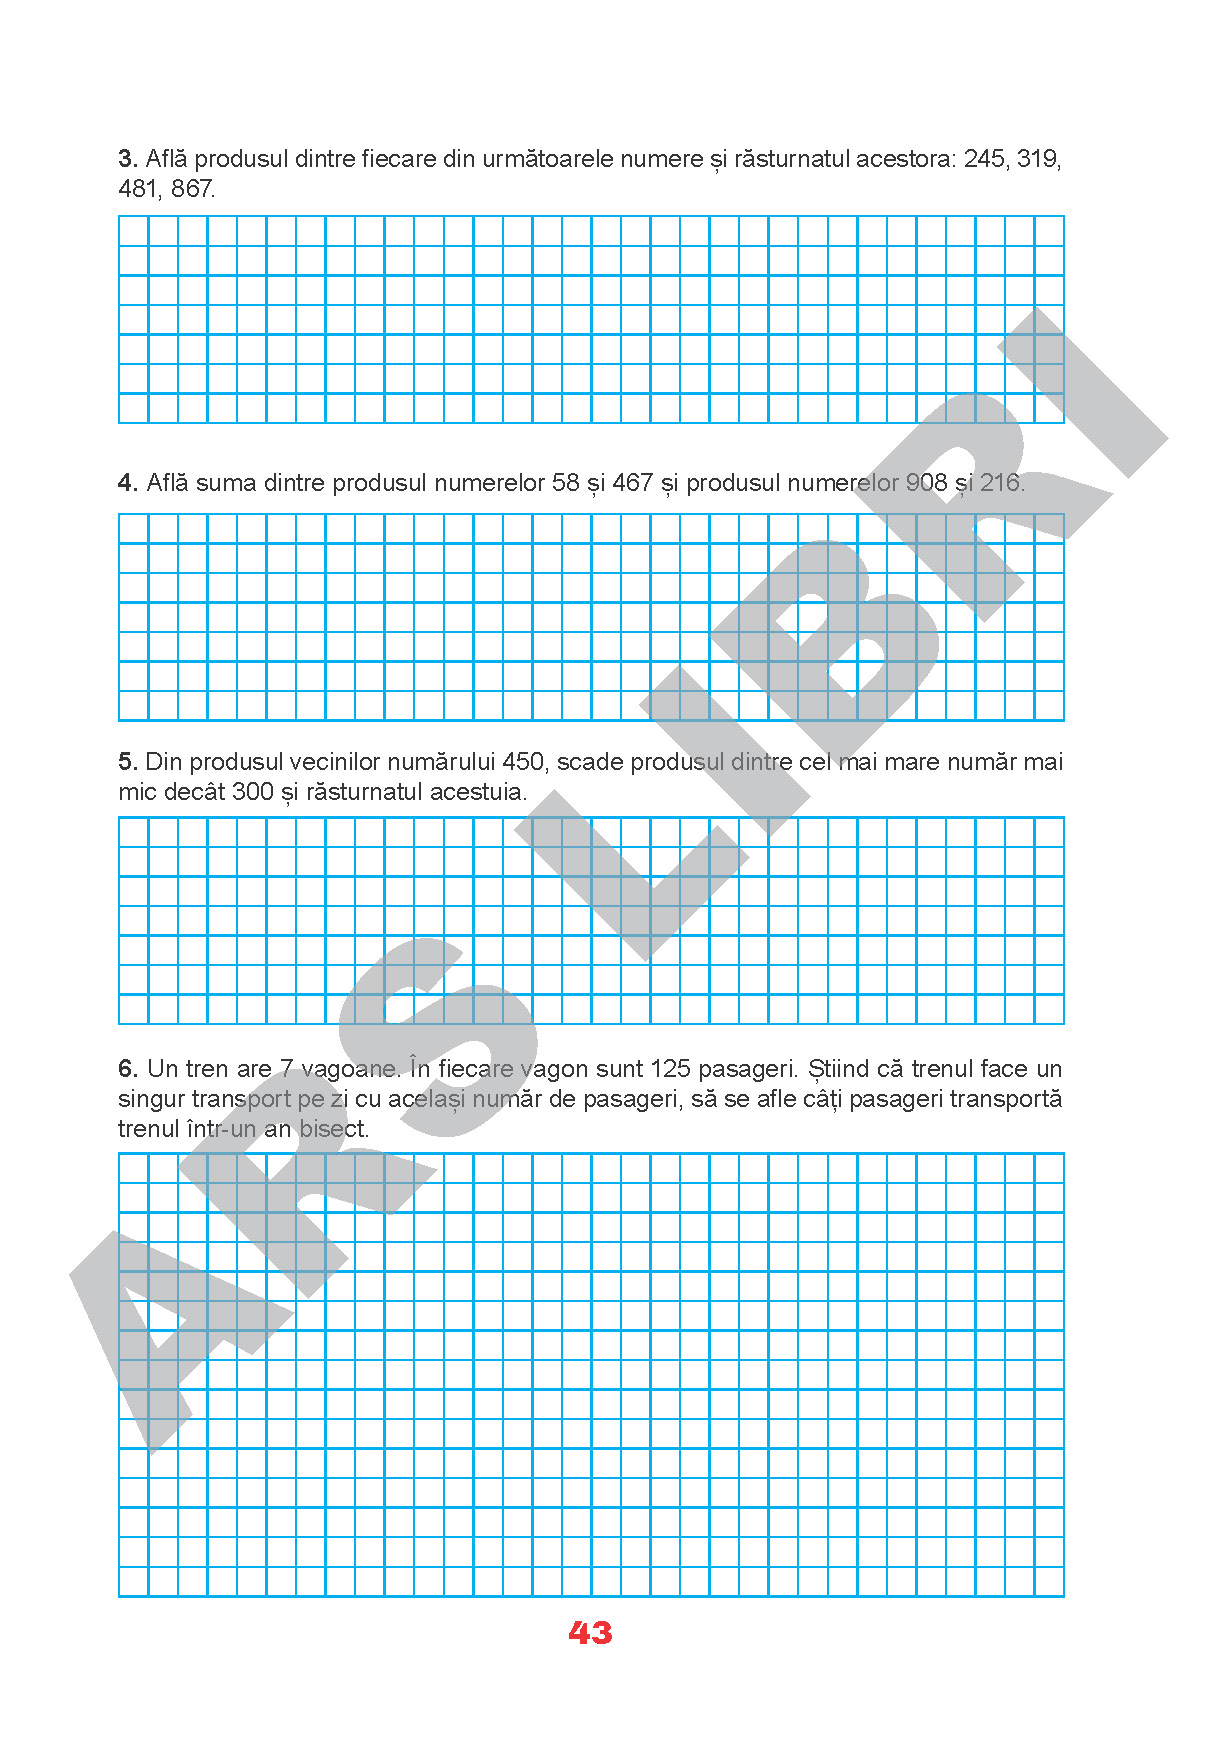 3. Află produsul dintre fiecare din următoarele numere și răsturnatul acestora: 245, 319,
481, 867.
4. Află suma dintre produsul numerelor 58 și 467 și produsul numerelor 908 și 216.
5. Din produsul vecinilor numărului 450, scade produsul dintre cel mai mare număr mai
mic decât 300 și răsturnatul acestuia.
6. Un tren are 7 vagoane. În fiecare vagon sunt 125 pasageri. Știind că trenul face un
singur transport pe zi cu același număr de pasageri, să se afle câți pasageri transportă
trenul într-un an bisect.
43
ARS LIBRI